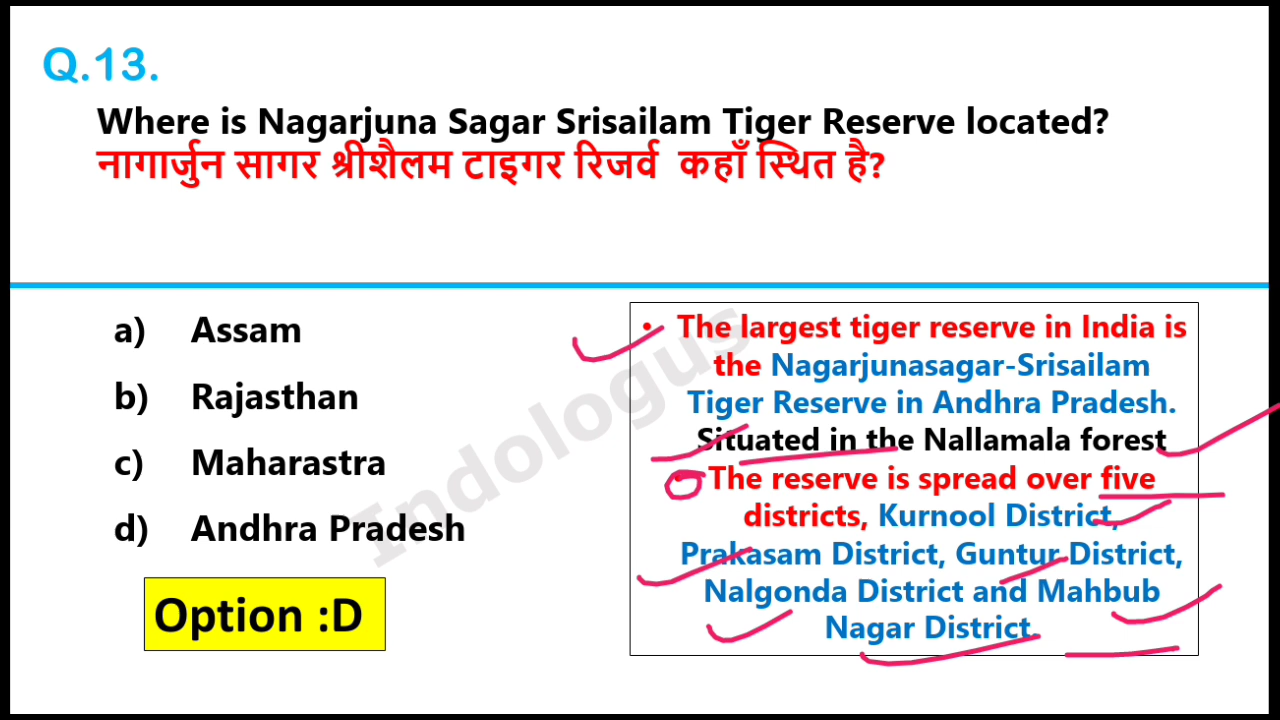 Q.13.
Where is Nagarjuna Sagar Srisailam Tiger Reserve located?
नागार्जुन सागर श्रीशैलम टाइगर रिजर्व कहाँ स्थित है?
a) Assam
b) Rajasthan
c) Maharastra
d) Andhra Pradesh
Option :D
• The largest tiger reserve in India is
the Nagarjunasagar-Srisailam
Tiger Reserve in Andhra Pradesh.
Situated in the Nallamala forest
The reserve is spread over five
districts, Kurnool District,
Prakasam District, Guntur District,
Nalgonda District and Mahbub
Nagar District.
Indologus